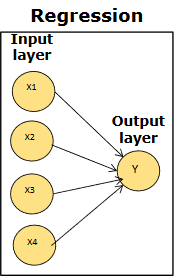 Regression
Input
layer
X1
X2
Output
layer
X3
Y
X4